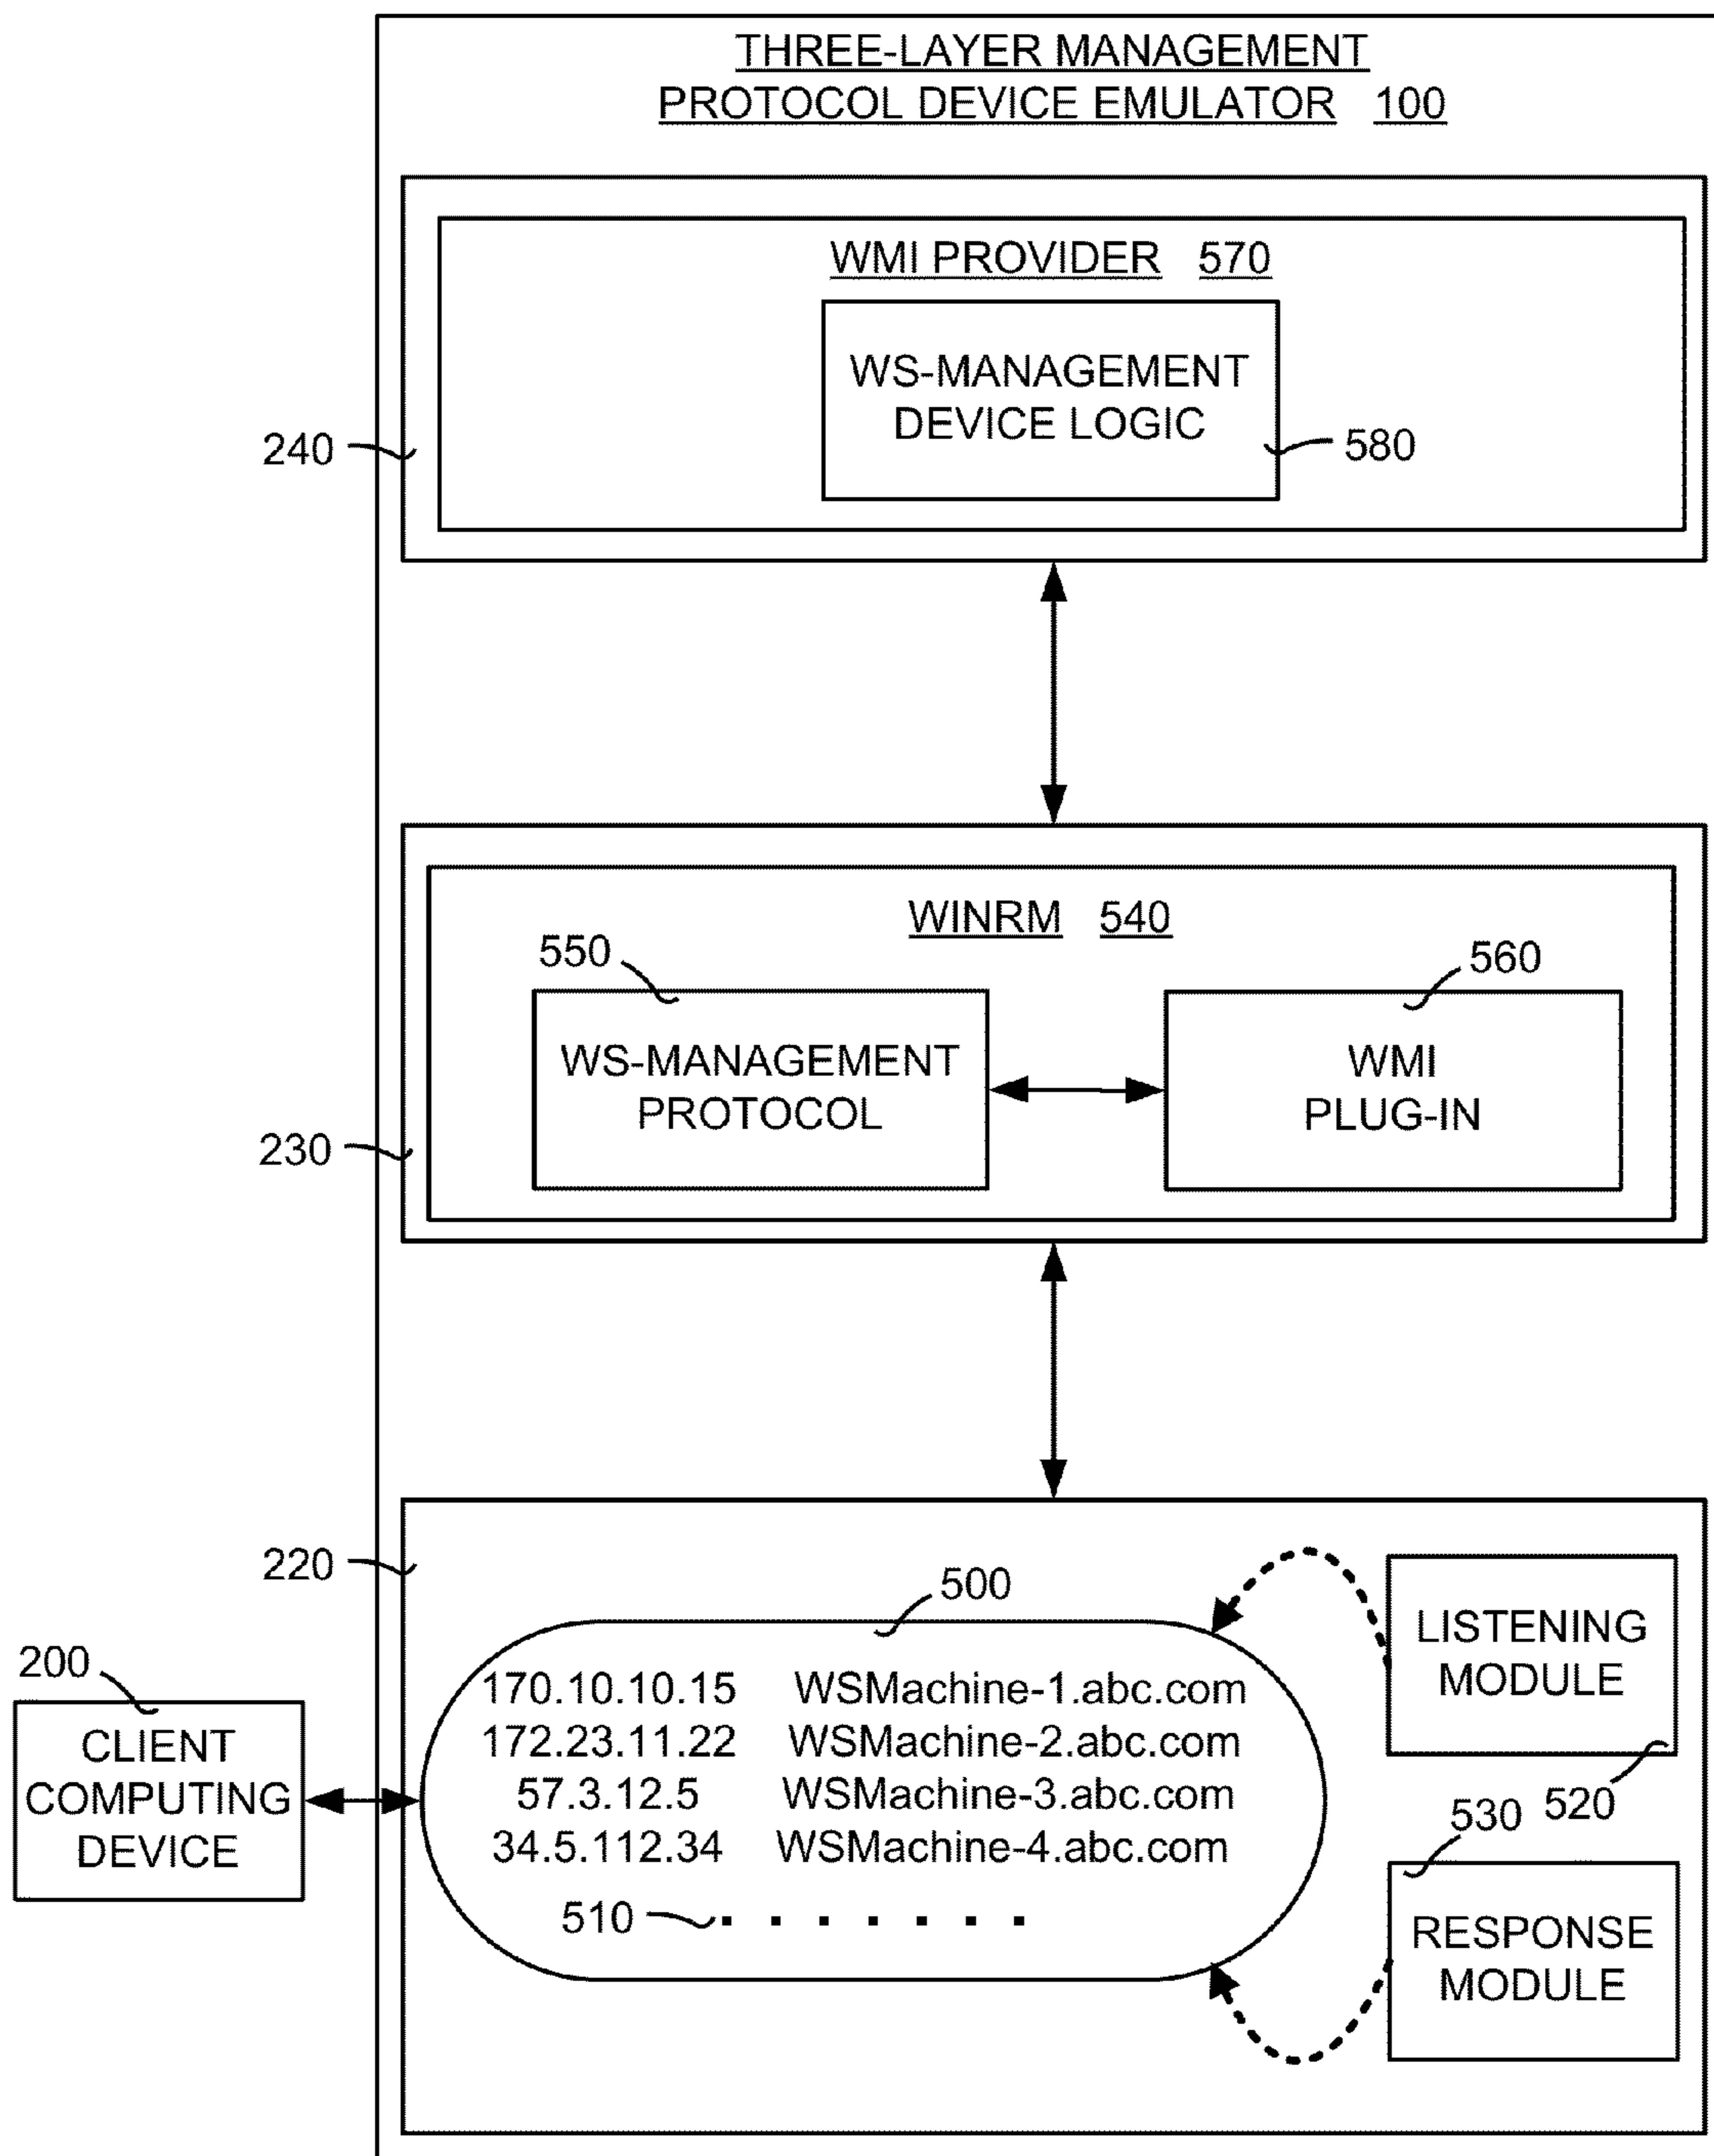 THREE-LAYER MANAGEMENT
PROTOCOL DEVICE EMULATOR 100
WMI PROVIDER 570
WS-MANAGEMENT
DEVICE LOGIC
240
580
WINRM 540
550
560
WS-MANAGEMENT
PROTOCOL
WMI
PLUG-IN
230
220
500
LISTENING
MODULE
520
200
CLIENT
COMPUTING
DEVICE
170.10.10.15 WSMachine-1.abc.com
172.23.11.22 WSMachine-2.abc.com
57.3.12.5 WSMachine-3.abc.com
34.5.112.34 WSMachine-4.abc.com
510 . . . . . . .
530
RESPONSE
MODULE